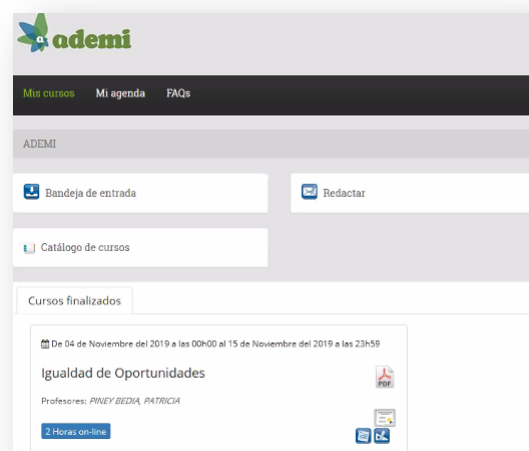 ademi
Mis cursos Mi agenda FAQs
ADEMI
Bandeja de entrada Redactar
Catálogo de cursos
Cursos finalizados
De 04 de Noviembre del 2019 a las 00h00 al 15 de Noviembre del 2019 a las 23h59
Igualdad de Oportunidades
PDF
Profesores: PINEY BEDIA, PATRICIA
2 Horas on-line